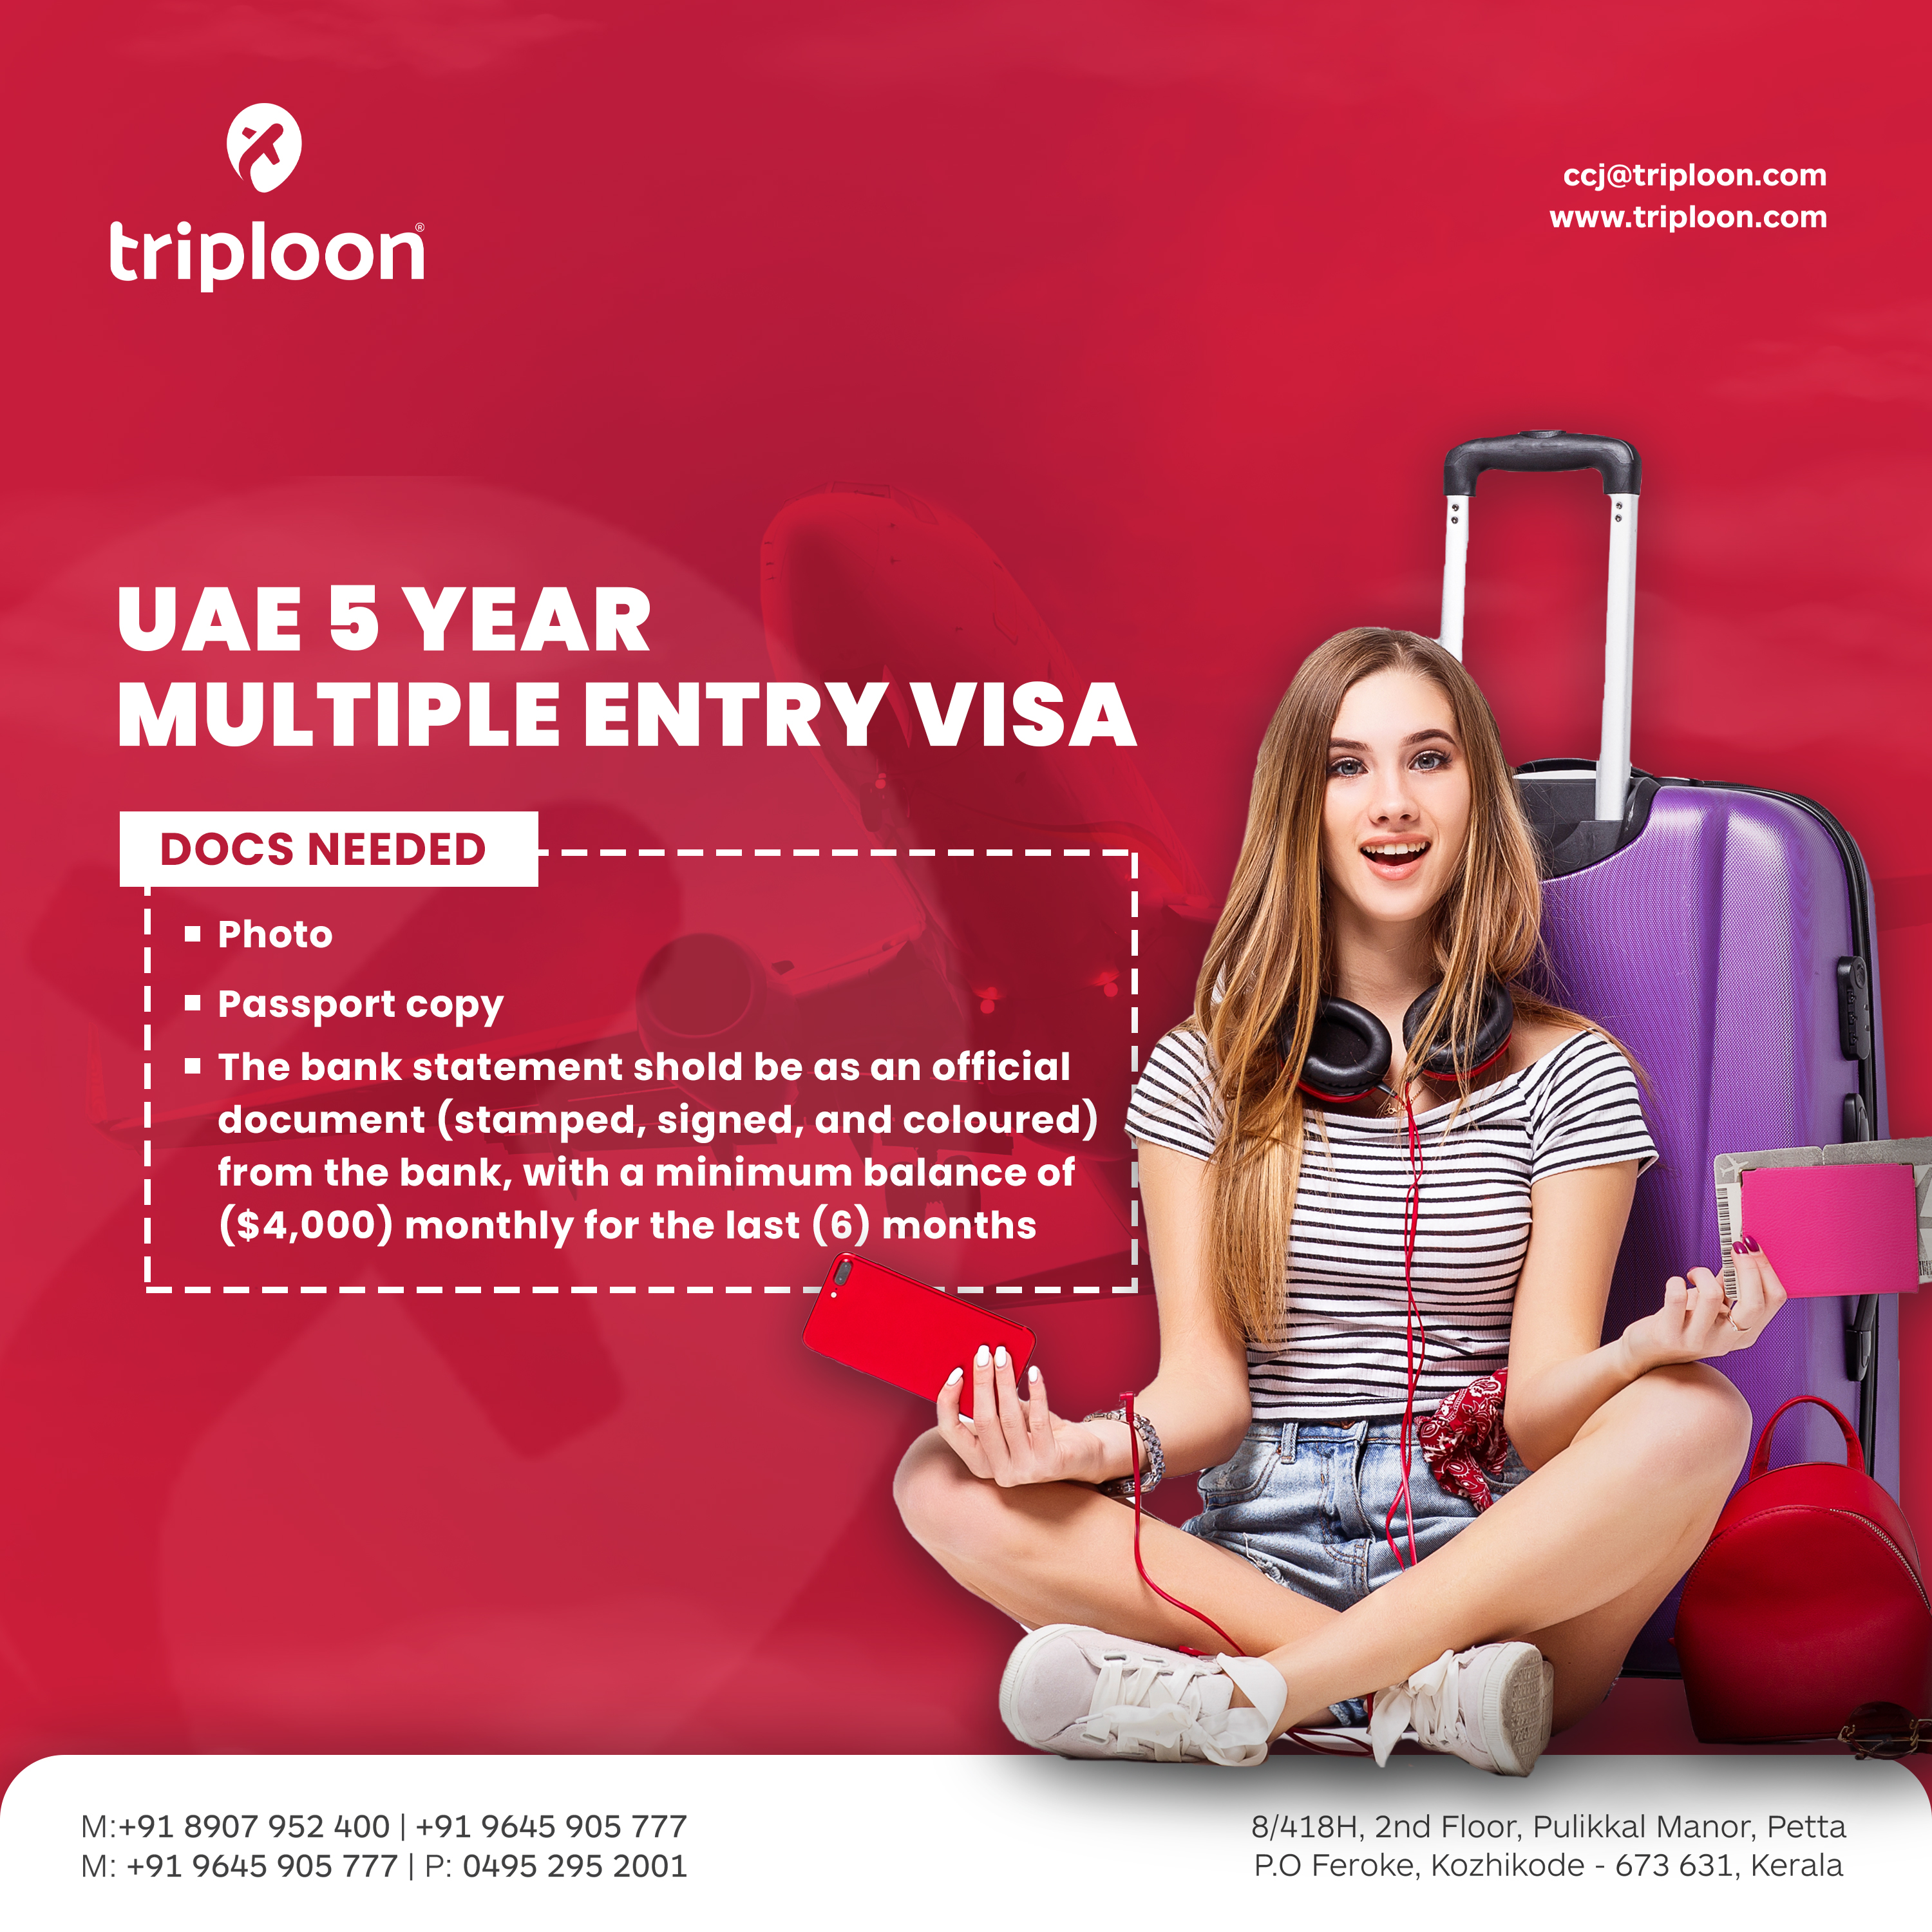 triploon®
ccj@triploon.com
www.triploon.com
UAE 5 YEAR
MULTIPLE ENTRY VISA
DOCS NEEDED
▪ Photo
▪ Passport copy
▪ The bank statement shold be as an official
document (stamped, signed, and coloured)
from the bank, with a minimum balance of
($4,000) monthly for the last (6) months
M:+91 8907 952 400 | +91 9645 905 777
M: +91 9645 905 777 | P: 0495 295 2001
8/418H, 2nd Floor, Pulikkal Manor, Petta
P.O Feroke, Kozhikode - 673 631, Kerala